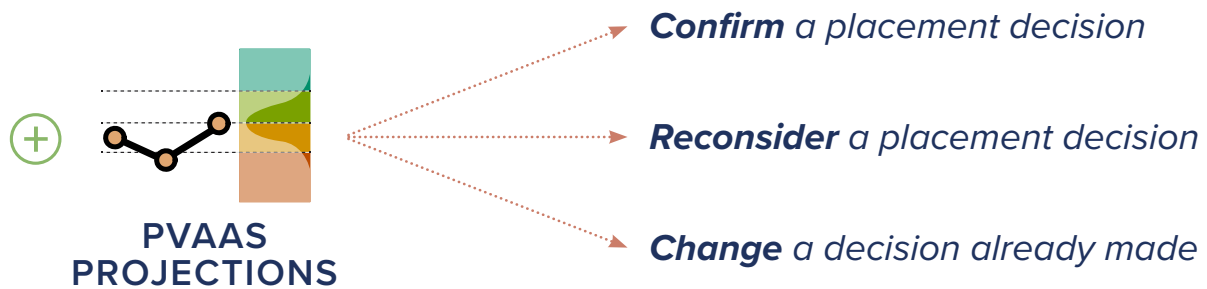 PVAAS
PROJECTIONS
Confirm a placement decision
Reconsider a placement decision
Change a decision already made